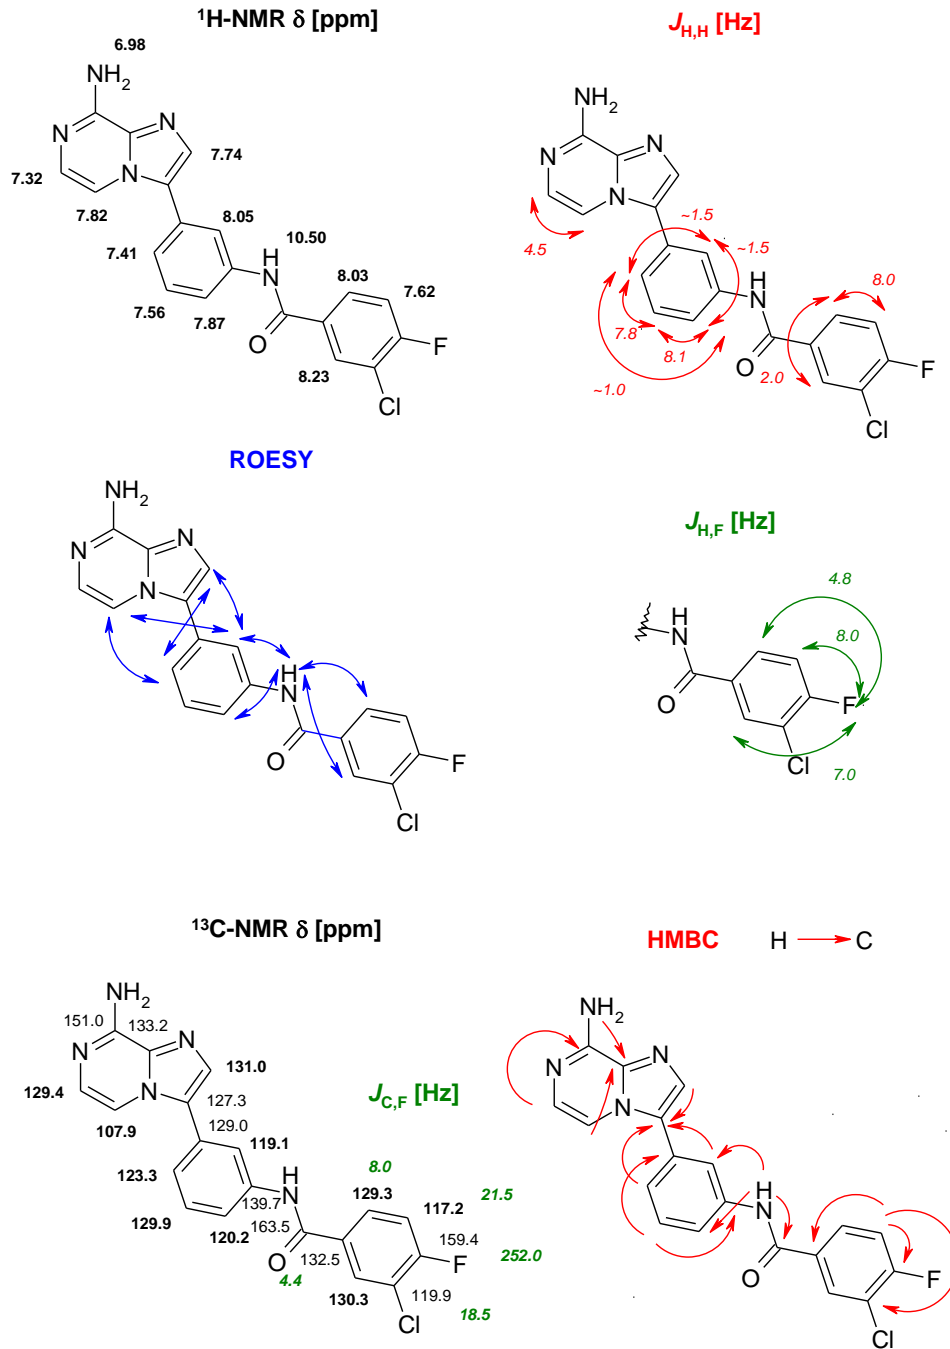 ¹H-NMR δ [ppm]
6.98
NH₂
N
N
N
7.74
7.32
7.82
8.05
7.41
10.50
H
N
8.03
7.62
7.56
7.87
O
8.23
F
Cl
J_H,H [Hz]
NH₂
N
N
N
4.5
~1.5
~1.5
H
N
8.0
7.8
8.1
~1.0
O
2.0
F
Cl
ROESY
NH₂
N
N
N
H
N
O
F
Cl
J_H,F [Hz]
4.8
H
N
8.0
O
F
Cl
7.0
¹³C-NMR δ [ppm]
NH₂
151.0
133.2
N
N
N
131.0
129.4
127.3
107.9
129.0
119.1
123.3
H
N
139.7
129.9
120.2
163.5
O
4.4
132.5
J_C,F [Hz]
8.0
129.3
21.5
117.2
159.4
F
252.0
130.3
119.9
Cl
18.5
HMBC H → C
NH₂
N
N
N
H
N
O
F
Cl